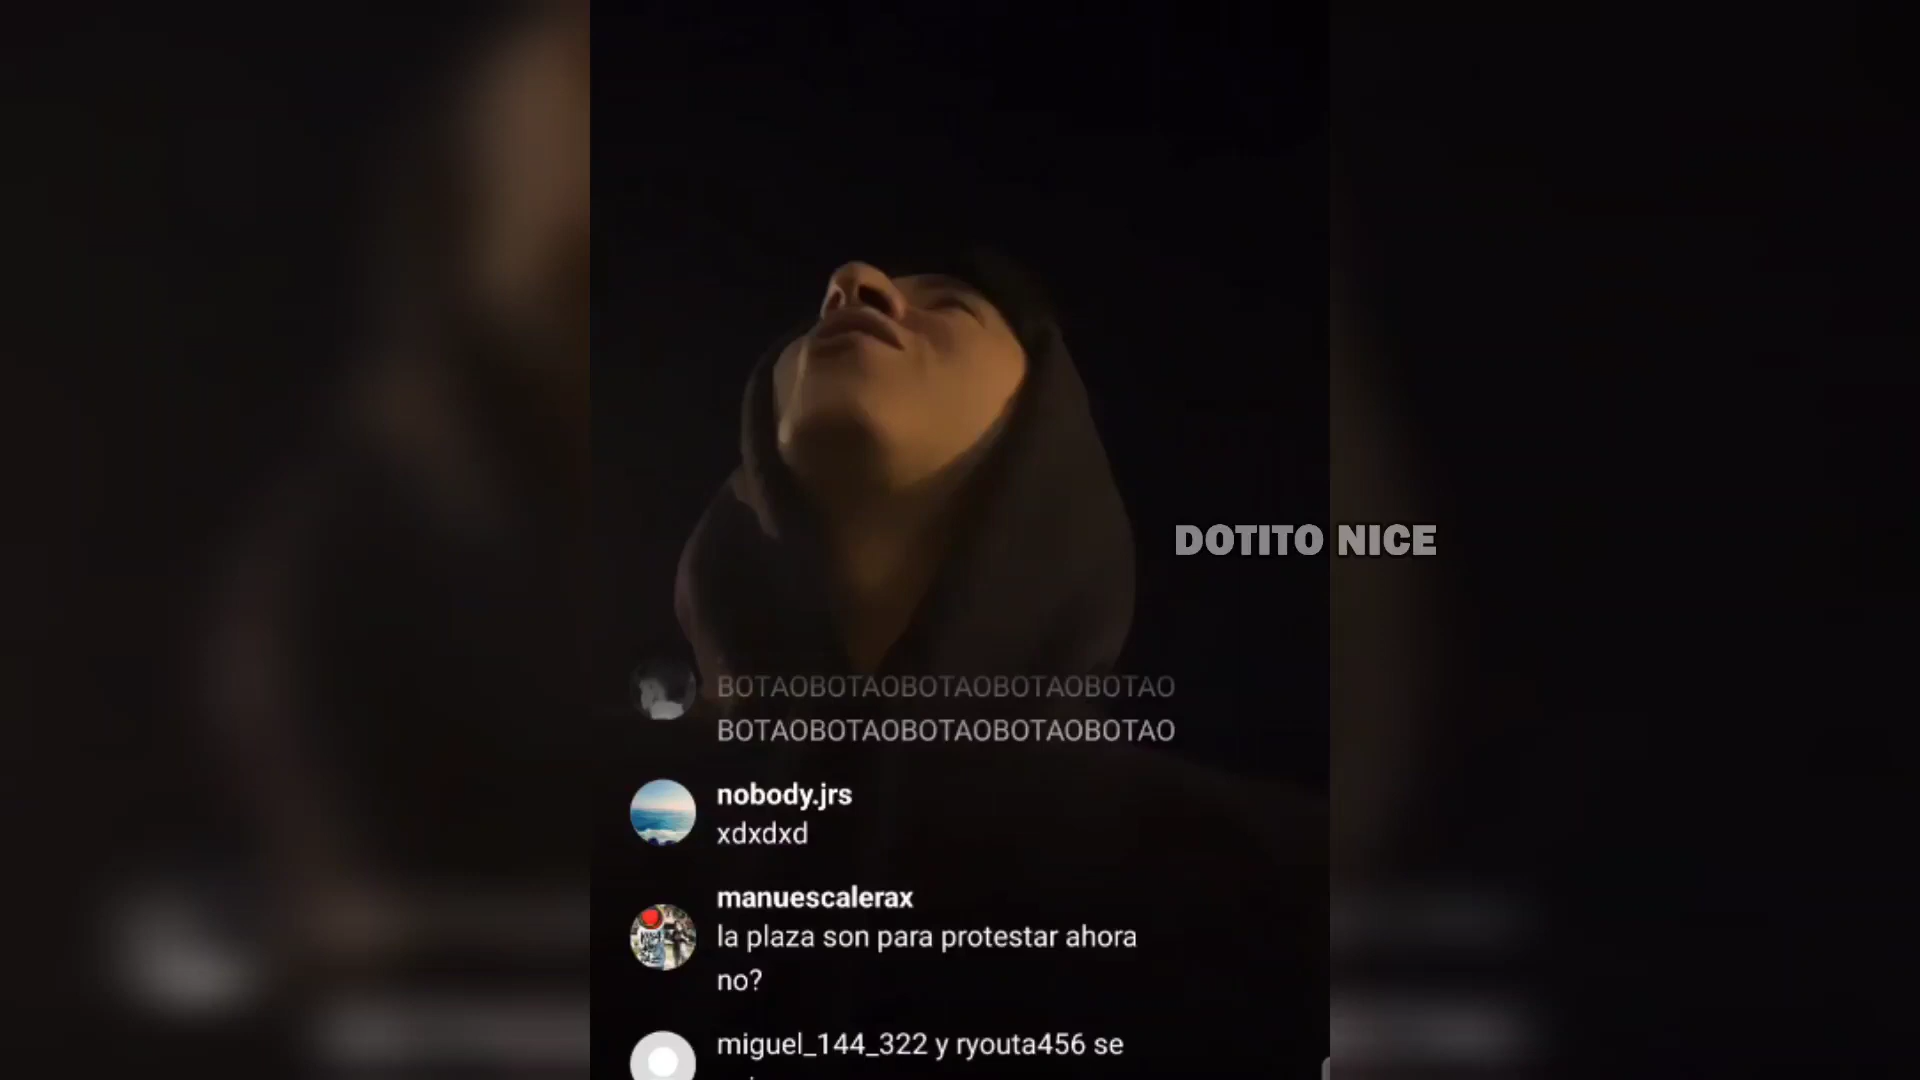 DOTITO NICE
BOTAOBOTAOBOTAOBOTAOBOTAO
BOTAOBOTAOBOTAOBOTAOBOTAO
nobody.jrs
xdxdxd
manuescalerax
la plaza son para protestar ahora
no?
miguel_144_322 y ryouta456 se